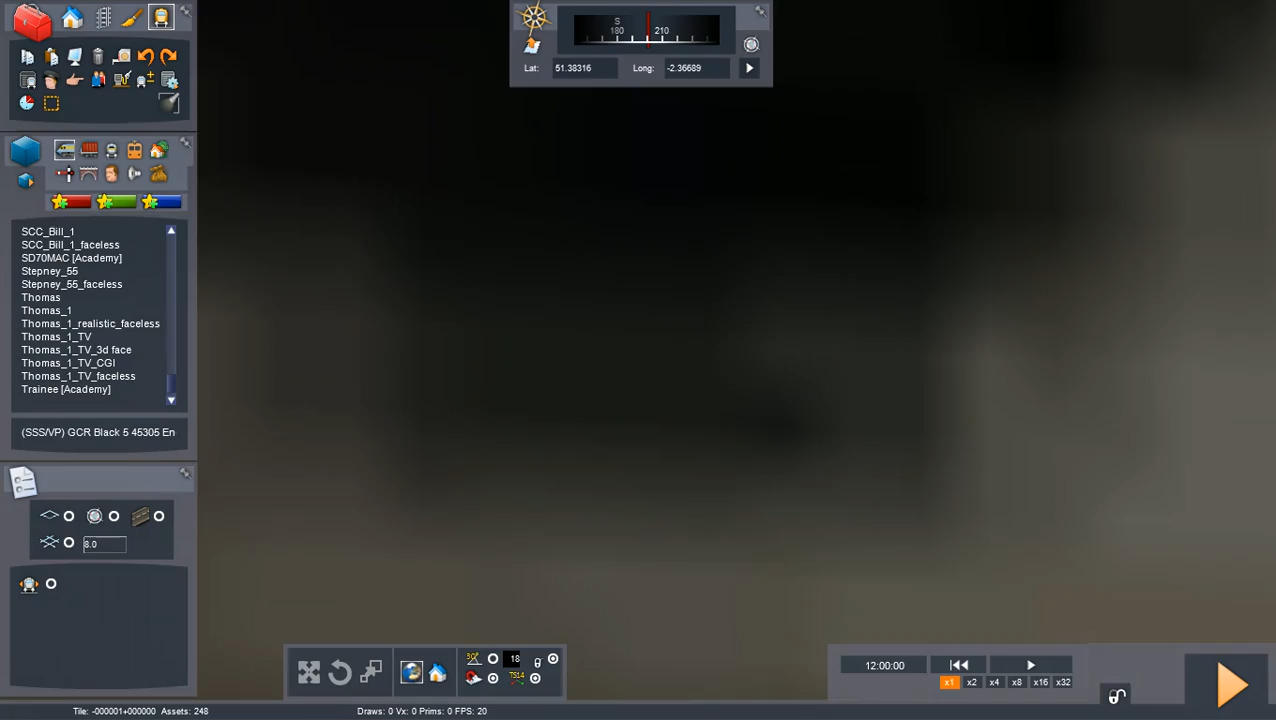 S
180
210
Lat:
51.38316
Long:
-2.36689
SCC_Bill_1
SCC_Bill_1_faceless
SD70MAC [Academy]
Stepney_55
Stepney_55_faceless
Thomas
Thomas_1
Thomas_1_realistic_faceless
Thomas_1_TV
Thomas_1_TV_3d face
Thomas_1_TV_CGI
Thomas_1_TV_faceless
Trainee [Academy]
(SSS/VP) GCR Black 5 45305 En
8.0
30°
18
TS14
12:00:00
x1
x2
x4
x8
x16
x32
Tile: -000001+000000 Assets: 248
Draws: 0 Vx: 0 Prims: 0 FPS: 20